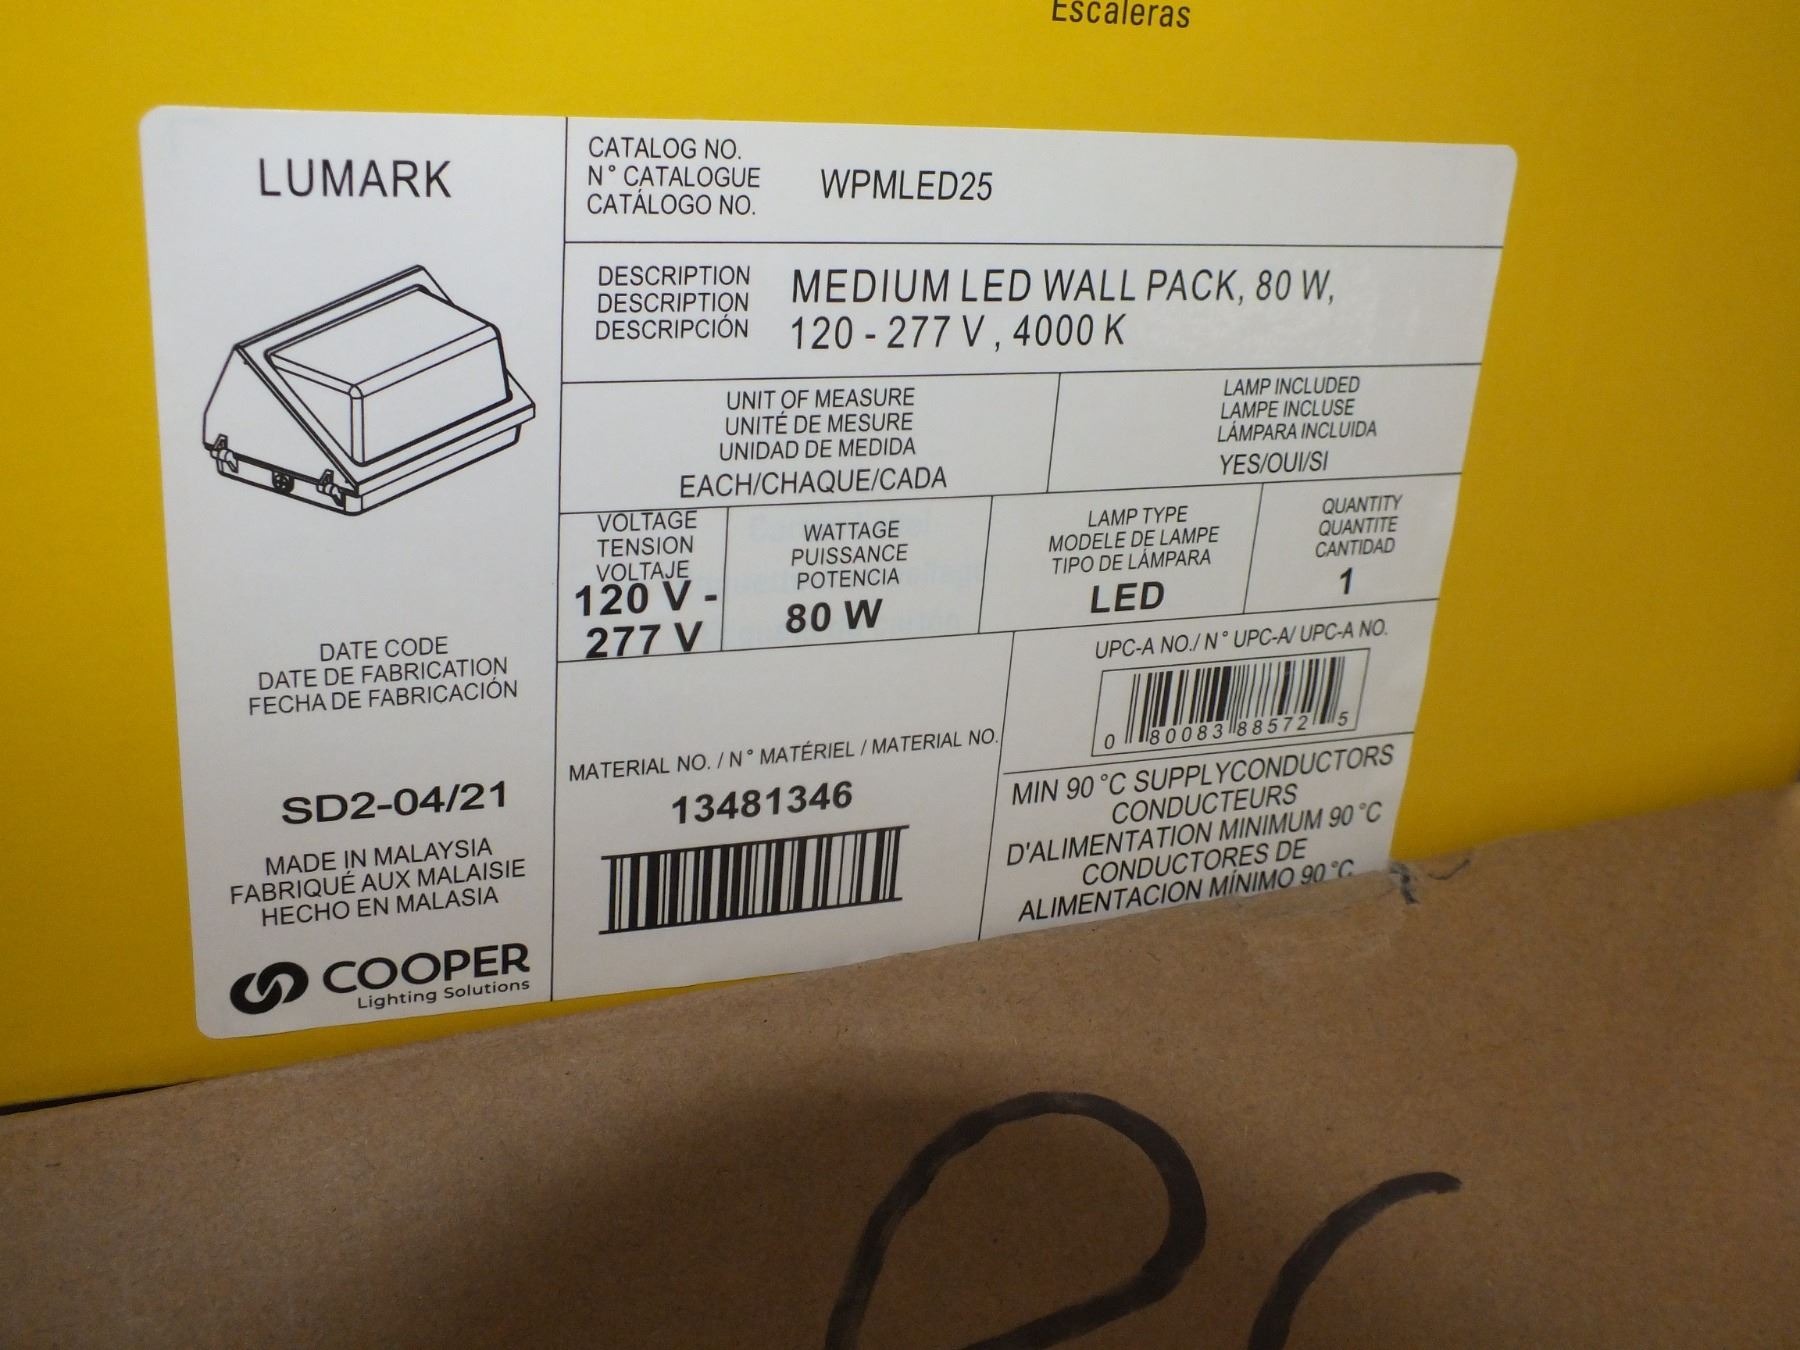 Escaleras
LUMARK
CATALOG NO.
N° CATALOGUE
CATÁLOGO NO.
WPMLED25
DESCRIPTION
DESCRIPTION
DESCRIPCIÓN
MEDIUM LED WALL PACK, 80 W,
120 - 277 V , 4000 K
UNIT OF MEASURE
UNITÉ DE MESURE
UNIDAD DE MEDIDA
EACH/CHAQUE/CADA
LAMP INCLUDED
LAMPE INCLUSE
LÁMPARA INCLUIDA
YES/OUI/SI
VOLTAGE
TENSION
VOLTAJE
120 V -
277 V
WATTAGE
PUISSANCE
POTENCIA
80 W
LAMP TYPE
MODELE DE LAMPE
TIPO DE LÁMPARA
LED
QUANTITY
QUANTITE
CANTIDAD
1
DATE CODE
DATE DE FABRICATION
FECHA DE FABRICACIÓN
SD2-04/21
MADE IN MALAYSIA
FABRIQUÉ AUX MALAISIE
HECHO EN MALASIA
COOPER
Lighting Solutions
MATERIAL NO. / N° MATÉRIEL / MATERIAL NO.
13481346
UPC-A NO./ N° UPC-A/ UPC-A NO.
0 80083 88572 5
MIN 90 °C SUPPLYCONDUCTORS
CONDUCTEURS
D'ALIMENTATION MINIMUM 90 °C
CONDUCTORES DE
ALIMENTACION MÍNIMO 90 °C